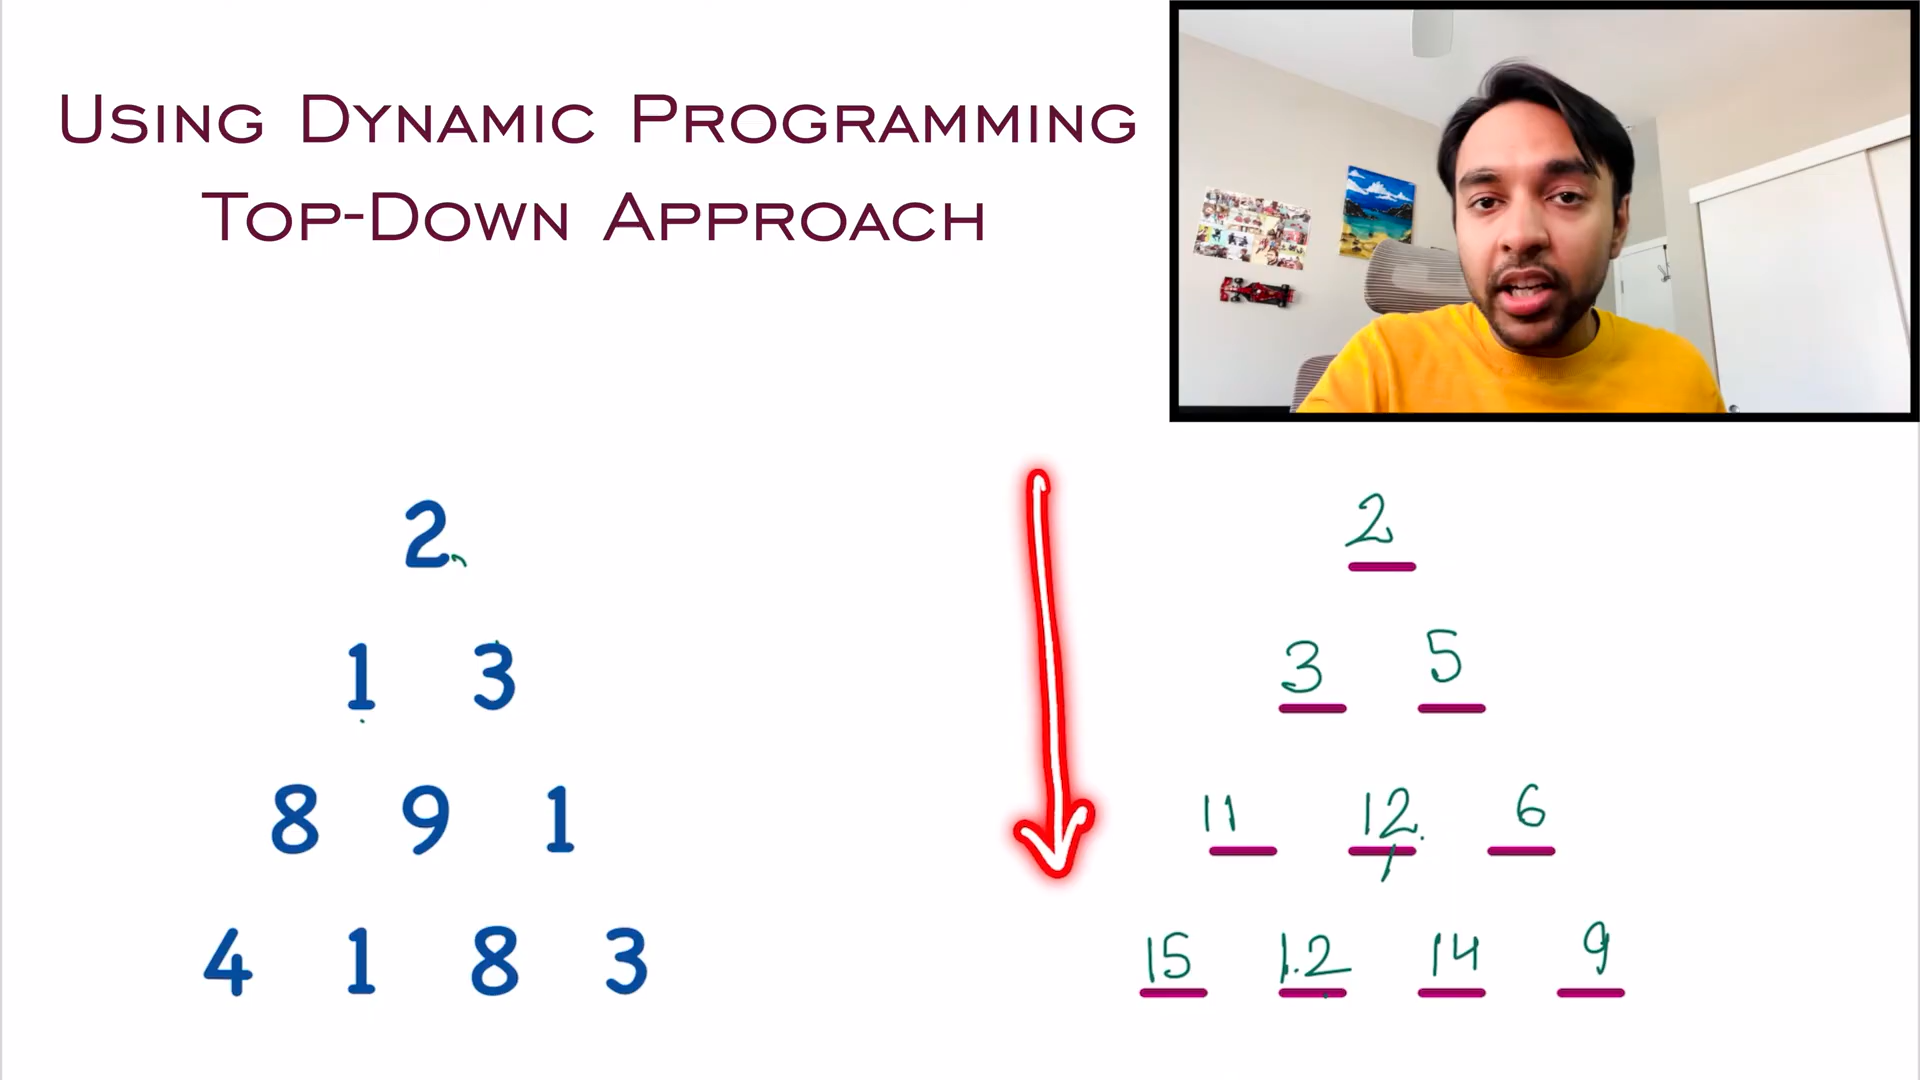 Using Dynamic Programming
Top-Down Approach
2
1 3
8 9 1
4 1 8 3
2
3 5
11 12 6
15 12 14 9